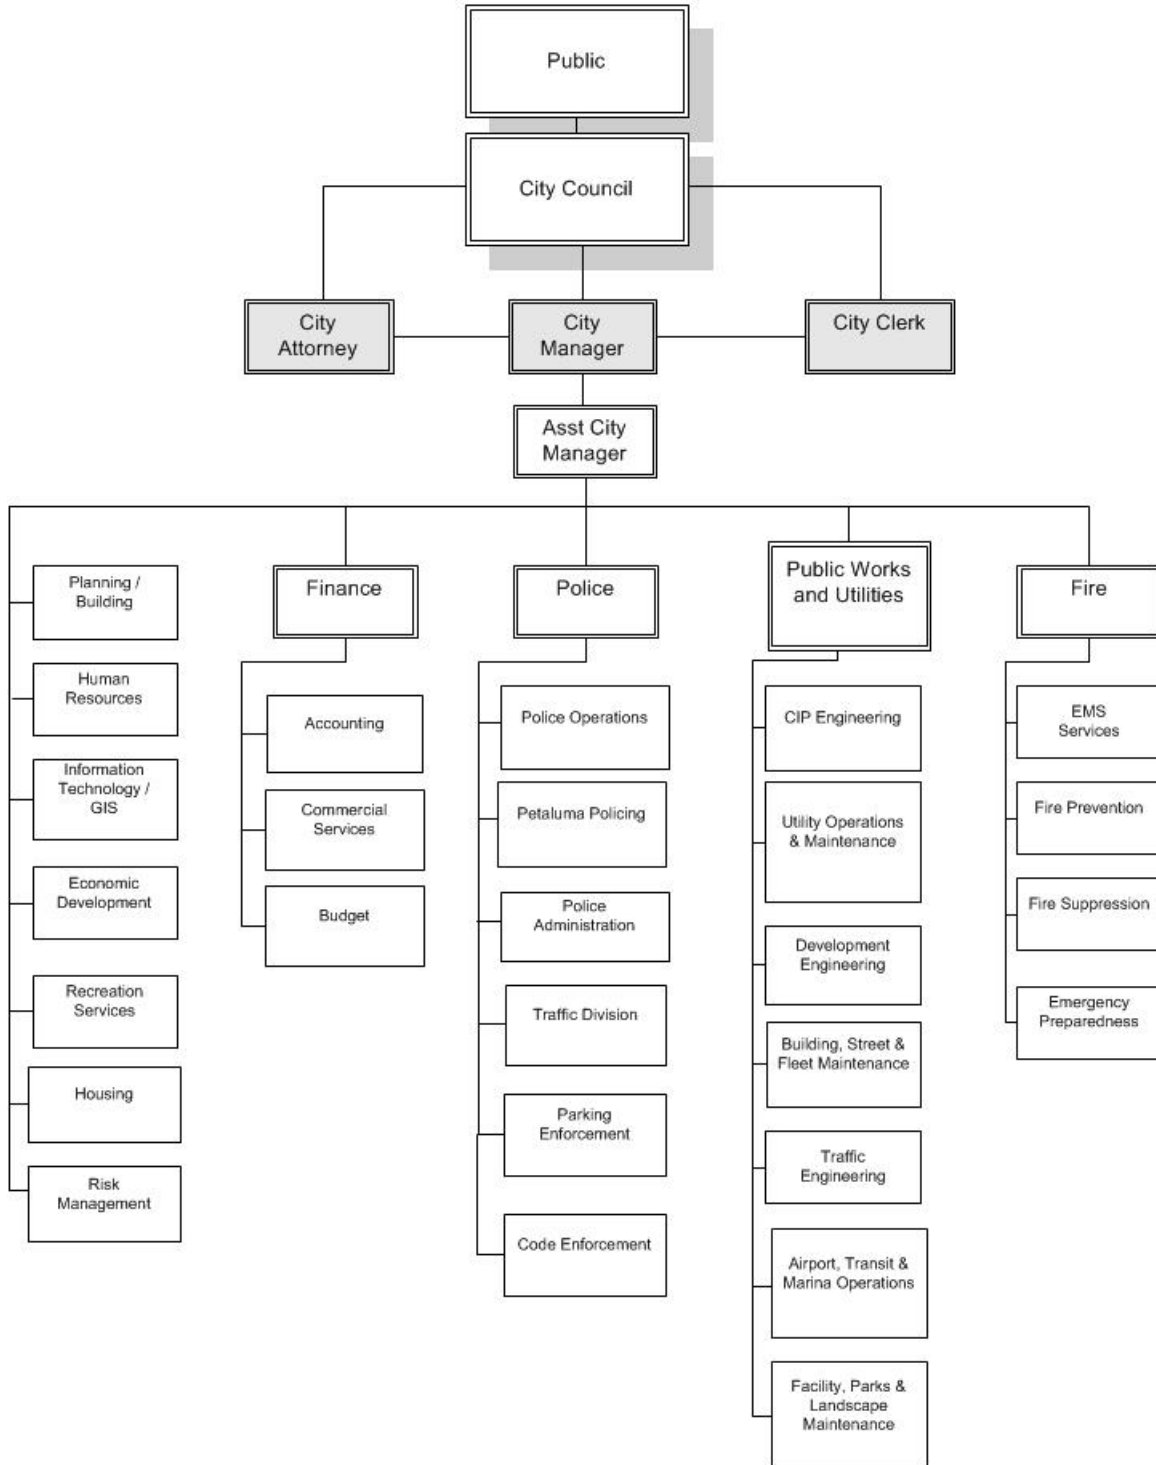 Public
City Council
City
Attorney
City
Manager
City Clerk
Asst City
Manager
Planning /
Building
Human
Resources
Information
Technology /
GIS
Economic
Development
Recreation
Services
Housing
Risk
Management
Finance
Accounting
Commercial
Services
Budget
Police
Police Operations
Petaluma Policing
Police
Administration
Traffic Division
Parking
Enforcement
Code Enforcement
Public Works
and Utilities
CIP Engineering
Utility Operations
& Maintenance
Development
Engineering
Building, Street &
Fleet Maintenance
Traffic
Engineering
Airport, Transit &
Marina Operations
Facility, Parks &
Landscape
Maintenance
Fire
EMS
Services
Fire Prevention
Fire Suppression
Emergency
Preparedness